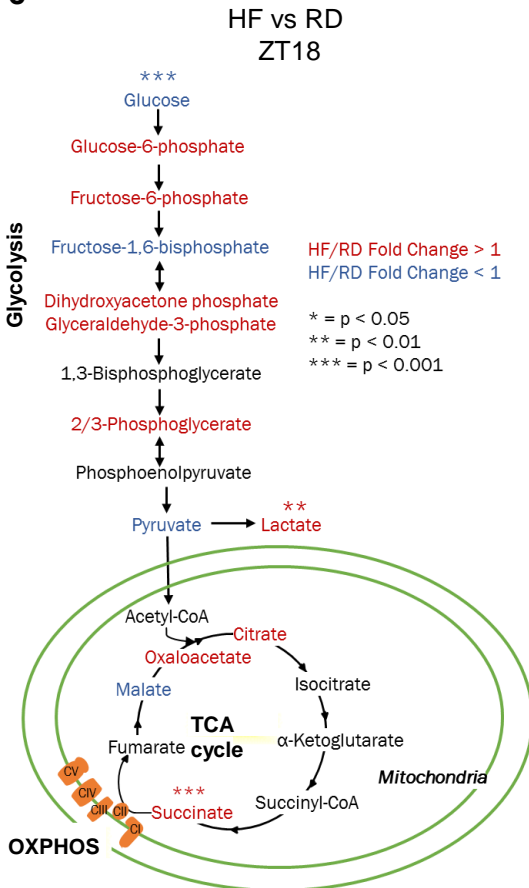 HF vs RD
ZT18
***
Glucose
Glucose-6-phosphate
Fructose-6-phosphate
Fructose-1,6-bisphosphate
Dihydroxyacetone phosphate
Glyceraldehyde-3-phosphate
1,3-Bisphosphoglycerate
2/3-Phosphoglycerate
Phosphoenolpyruvate
**
Pyruvate
Lactate
Glycolysis
HF/RD Fold Change > 1
HF/RD Fold Change < 1
* = p < 0.05
** = p < 0.01
*** = p < 0.001
Acetyl-CoA
Citrate
Oxaloacetate
Isocitrate
Malate
TCA
cycle
Fumarate
α-Ketoglutarate
Mitochondria
Succinyl-CoA
***
Succinate
CV
CIV
CIII
CII
CI
OXPHOS